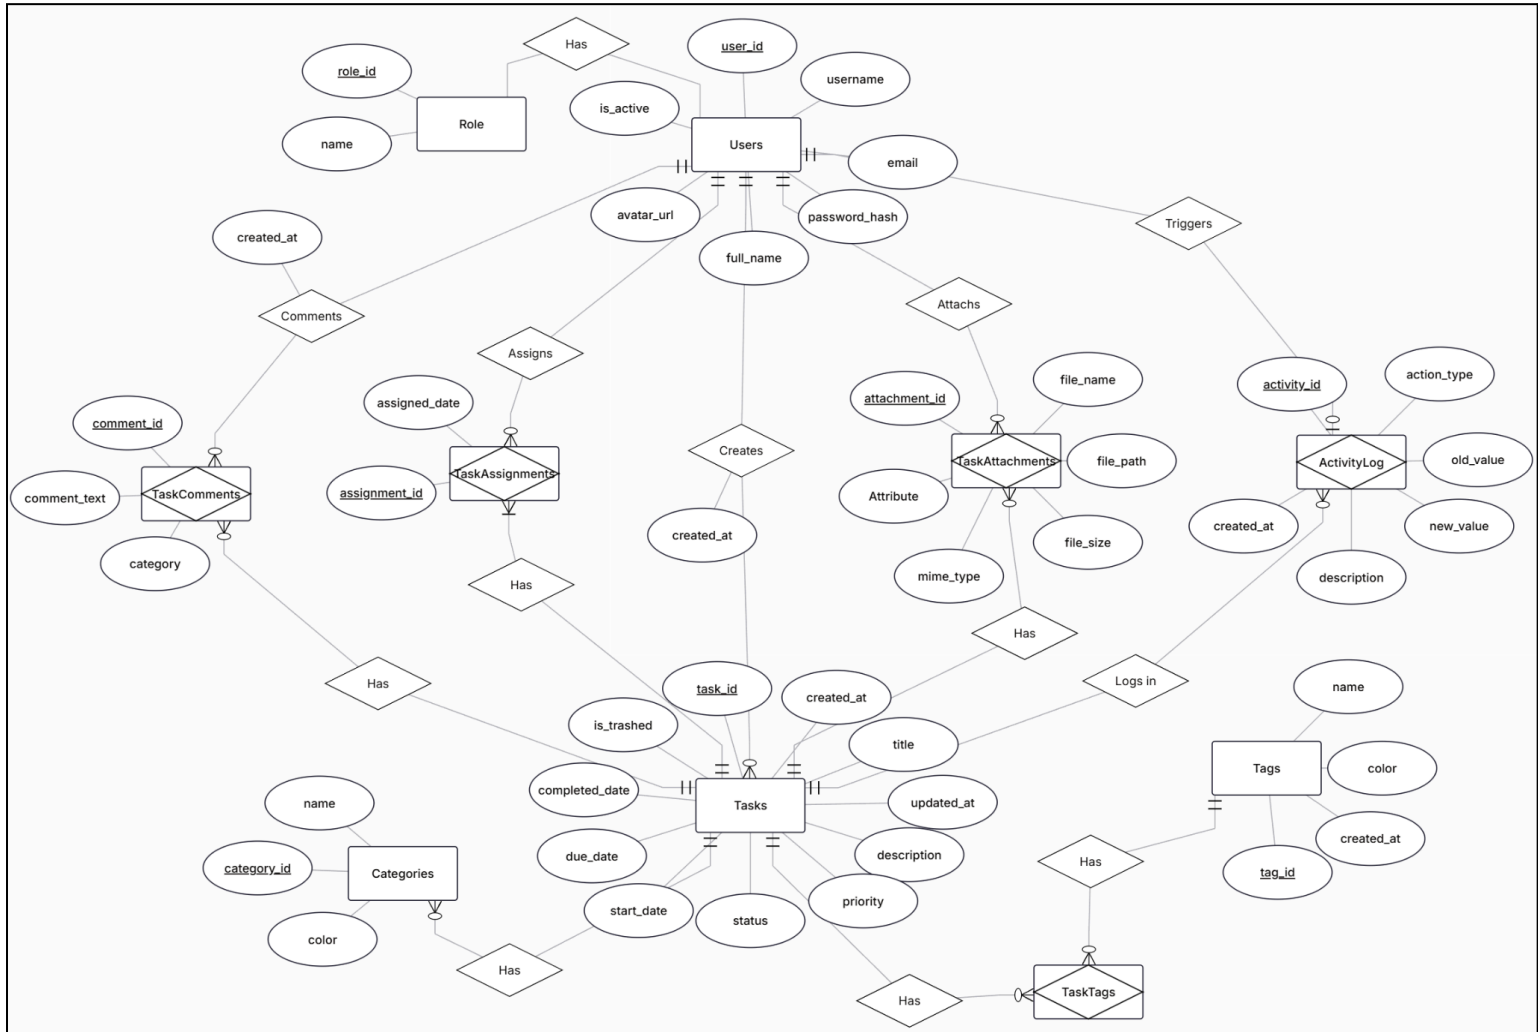 Has
user_id
role_id
username
is_active
Role
name
Users
email
avatar_url
password_hash
Triggers
created_at
full_name
Attachs
Comments
Assigns
file_name
action_type
activity_id
assigned_date
attachment_id
comment_id
Creates
old_value
file_path
ActivityLog
TaskAttachments
TaskAssignments
assignment_id
TaskComments
comment_text
Attribute
created_at
new_value
created_at
file_size
category
mime_type
description
Has
Has
Has
Logs in
task_id
name
created_at
is_trashed
title
Tags
color
completed_date
updated_at
name
Tasks
created_at
due_date
description
Has
category_id
Categories
tag_id
priority
start_date
status
color
Has
TaskTags
Has